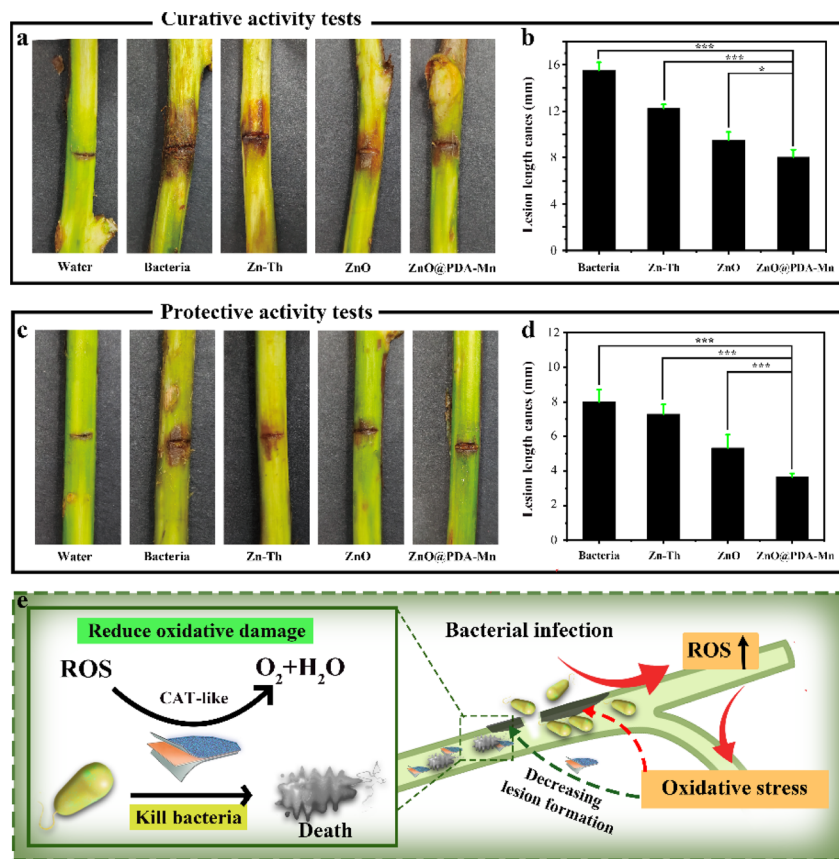 Curative activity tests
a
Water
Bacteria
Zn-Th
ZnO
ZnO@PDA-Mn
b
Lesion length canes (mm)
16
12
8
4
0
***
***
*
Bacteria
Zn-Th
ZnO
ZnO@PDA-Mn
Protective activity tests
c
Water
Bacteria
Zn-Th
ZnO
ZnO@PDA-Mn
d
Lesion length canes (mm)
12
10
8
6
4
2
0
***
***
***
Bacteria
Zn-Th
ZnO
ZnO@PDA-Mn
e
Reduce oxidative damage
ROS
O₂+H₂O
CAT-like
Kill bacteria
Death
Bacterial infection
ROS ↑
Oxidative stress
Decreasing
lesion formation